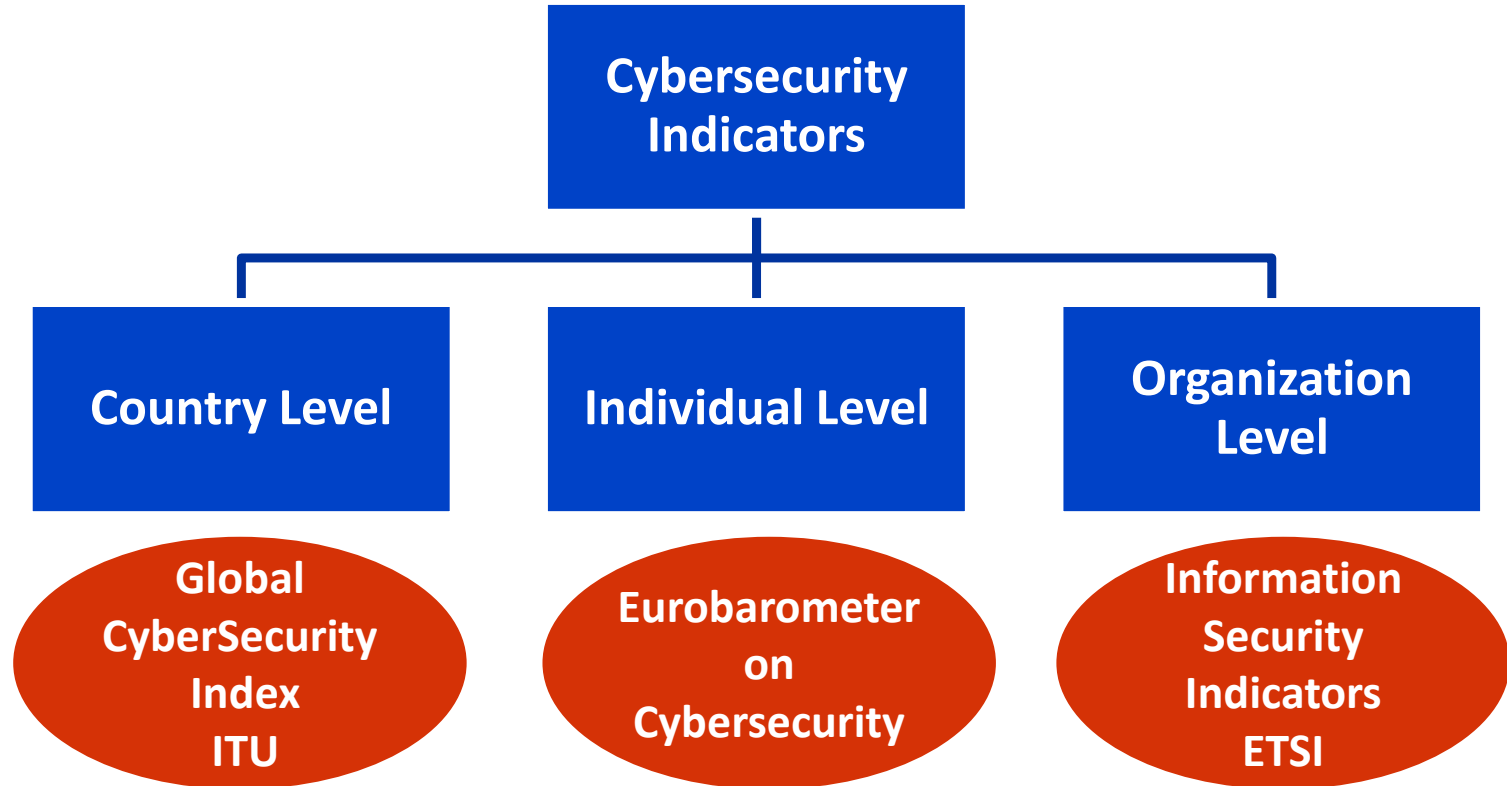 Cybersecurity
Indicators
Country Level
Individual Level
Organization
Level
Global
CyberSecurity
Index
ITU
Eurobarometer
on
Cybersecurity
Information
Security
Indicators
ETSI